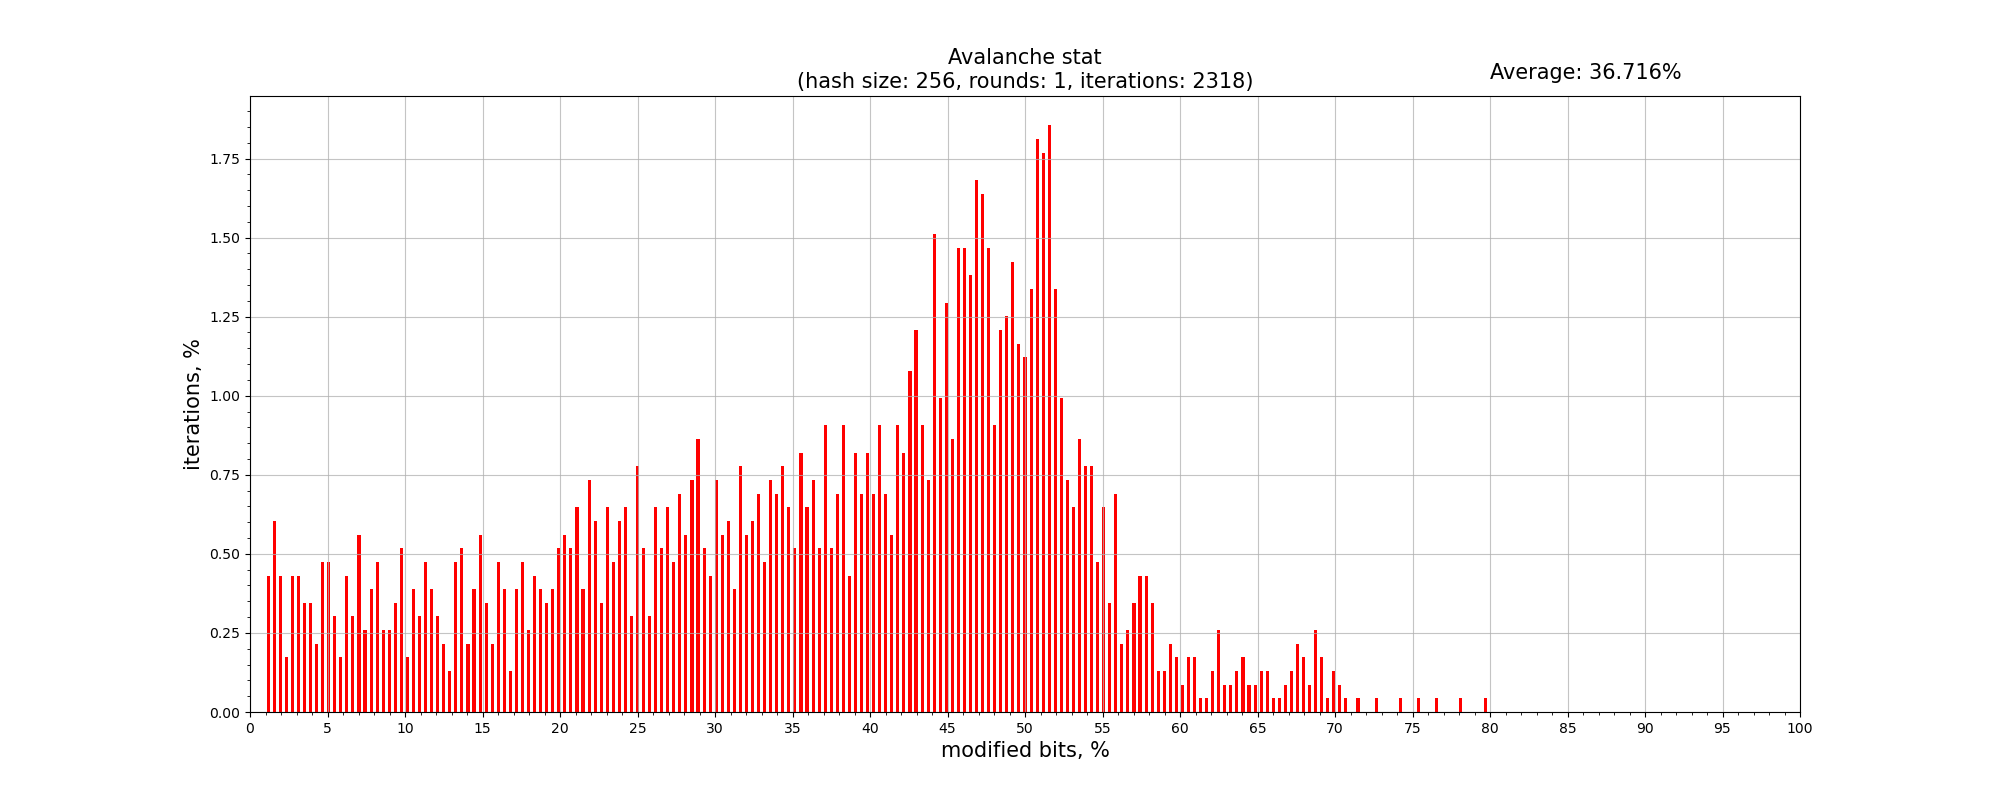 Avalanche stat
(hash size: 256, rounds: 1, iterations: 2318)
Average: 36.716%
iterations, %
1.75
1.50
1.25
1.00
0.75
0.50
0.25
0.00
0 5 10 15 20 25 30 35 40 45 50 55 60 65 70 75 80 85 90 95 100
modified bits, %